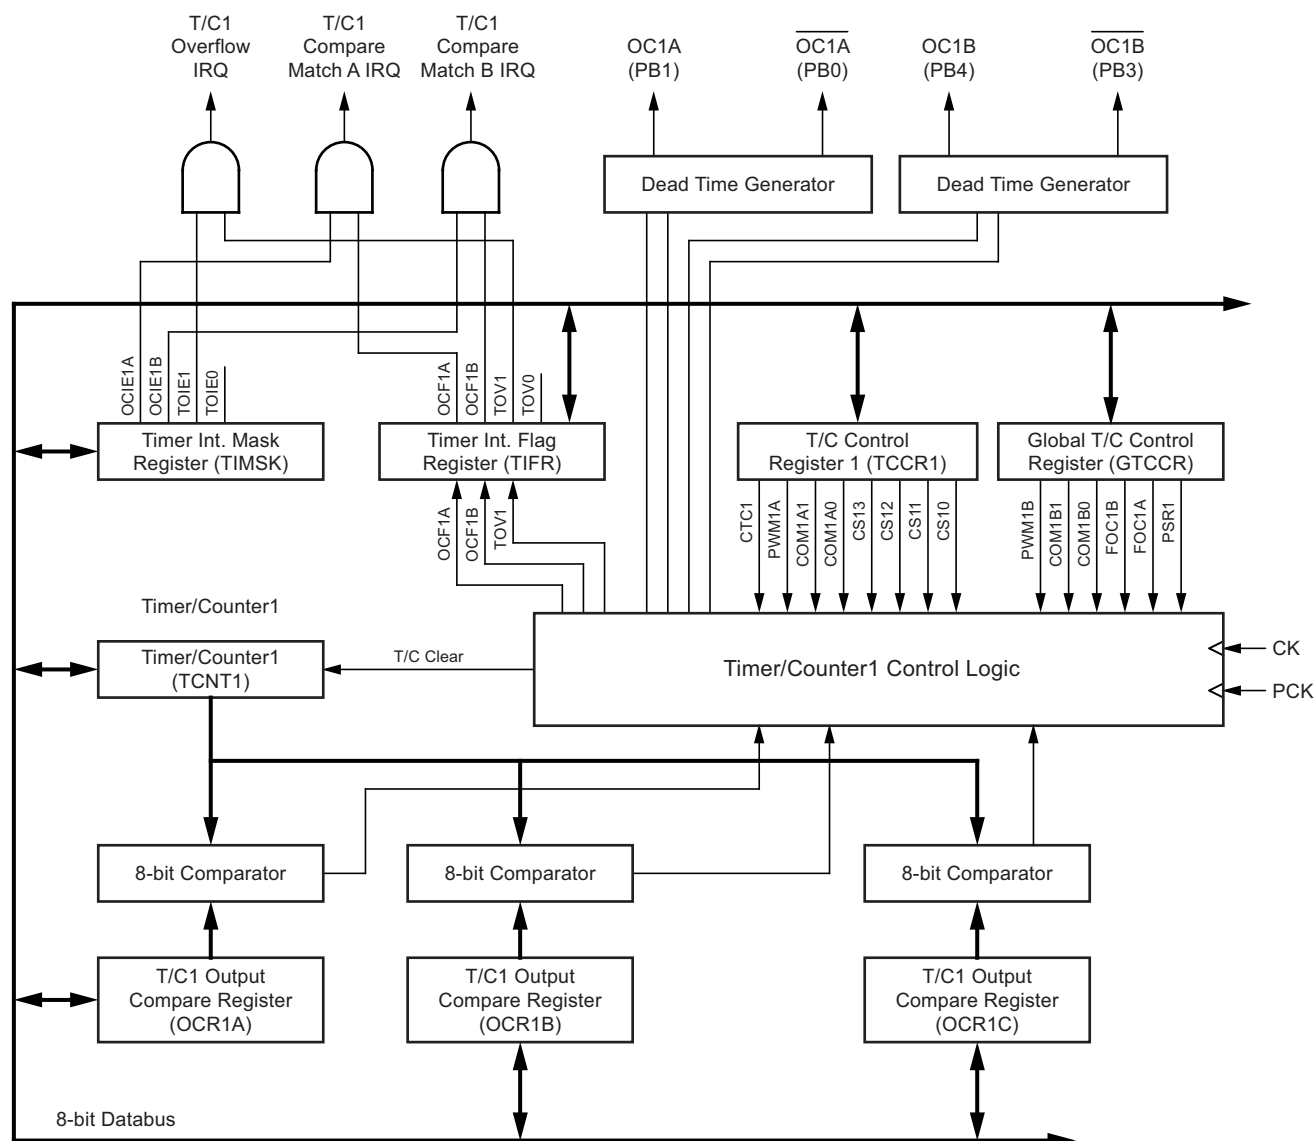 T/C1
Overflow
IRQ
T/C1
Compare
Match A IRQ
T/C1
Compare
Match B IRQ
OC1A
(PB1)
OC1A
(PB0)
OC1B
(PB4)
OC1B
(PB3)
Dead Time Generator
Dead Time Generator
OCIE1A
OCIE1B
TOIE1
TOIE0
OCF1A
OCF1B
TOV1
TOV0
Timer Int. Mask
Register (TIMSK)
Timer Int. Flag
Register (TIFR)
T/C Control
Register 1 (TCCR1)
Global T/C Control
Register (GTCCR)
OCF1A
OCF1B
TOV1
CTC1
PWM1A
COM1A1
COM1A0
CS13
CS12
CS11
CS10
PWM1B
COM1B1
COM1B0
FOC1B
FOC1A
PSR1
Timer/Counter1
Timer/Counter1
(TCNT1)
T/C Clear
Timer/Counter1 Control Logic
CK
PCK
8-bit Comparator
8-bit Comparator
8-bit Comparator
T/C1 Output
Compare Register
(OCR1A)
T/C1 Output
Compare Register
(OCR1B)
T/C1 Output
Compare Register
(OCR1C)
8-bit Databus